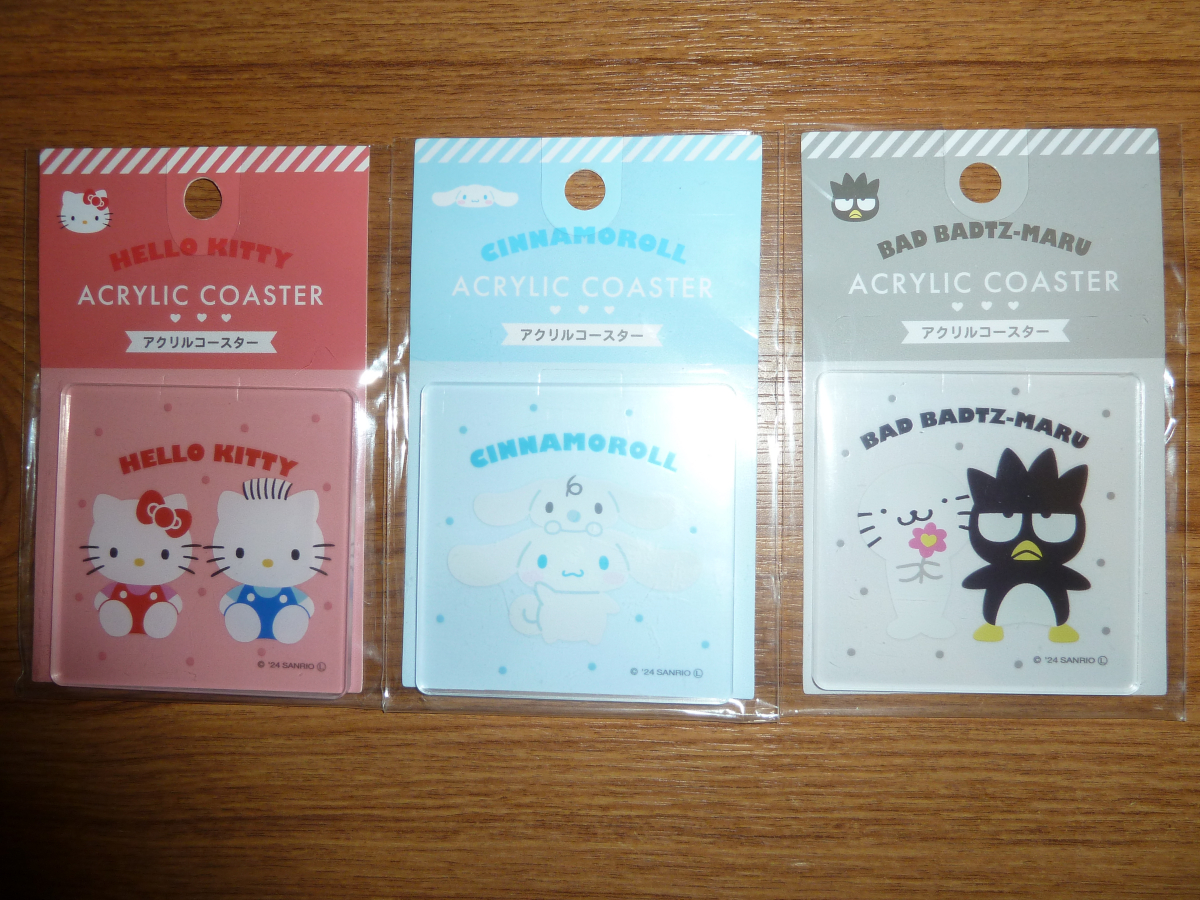 HELLO KITTY
ACRYLIC COASTER
アクリルコースター
HELLO KITTY
© '24 SANRIO Ⓛ
CINNAMOROLL
ACRYLIC COASTER
アクリルコースター
CINNAMOROLL
© '24 SANRIO Ⓛ
BAD BADTZ-MARU
ACRYLIC COASTER
アクリルコースター
BAD BADTZ-MARU
© '24 SANRIO Ⓛ